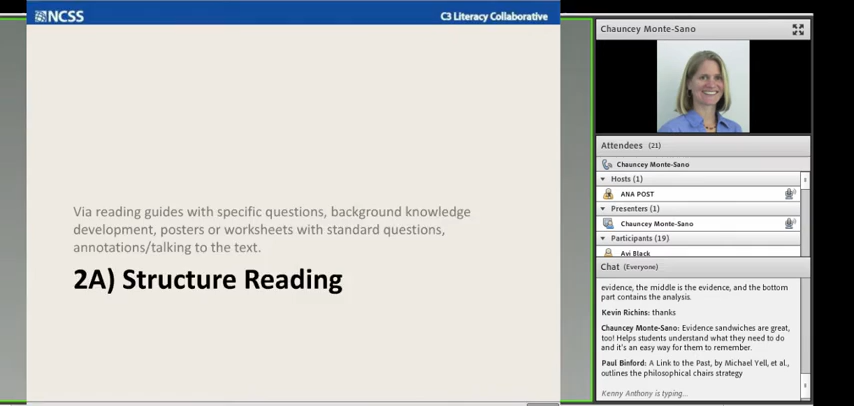 NCSS
C3 Literacy Collaborative
Via reading guides with specific questions, background knowledge
development, posters or worksheets with standard questions,
annotations/talking to the text.
2A) Structure Reading
Chauncey Monte-Sano
Attendees (21)
Chauncey Monte-Sano
Hosts (1)
ANA POST
Presenters (1)
Chauncey Monte-Sano
Participants (19)
Avi Black
Chat (Everyone)
evidence, the middle is the evidence, and the bottom
part contains the analysis.
Kevin Richins: thanks
Chauncey Monte-Sano: Evidence sandwiches are great,
too! Helps students understand what they need to do
and it's an easy way for them to remember.
Paul Binford: A Link to the Past, by Michael Yell, et al.,
outlines the philosophical chairs strategy
Kenny Anthony is typing...